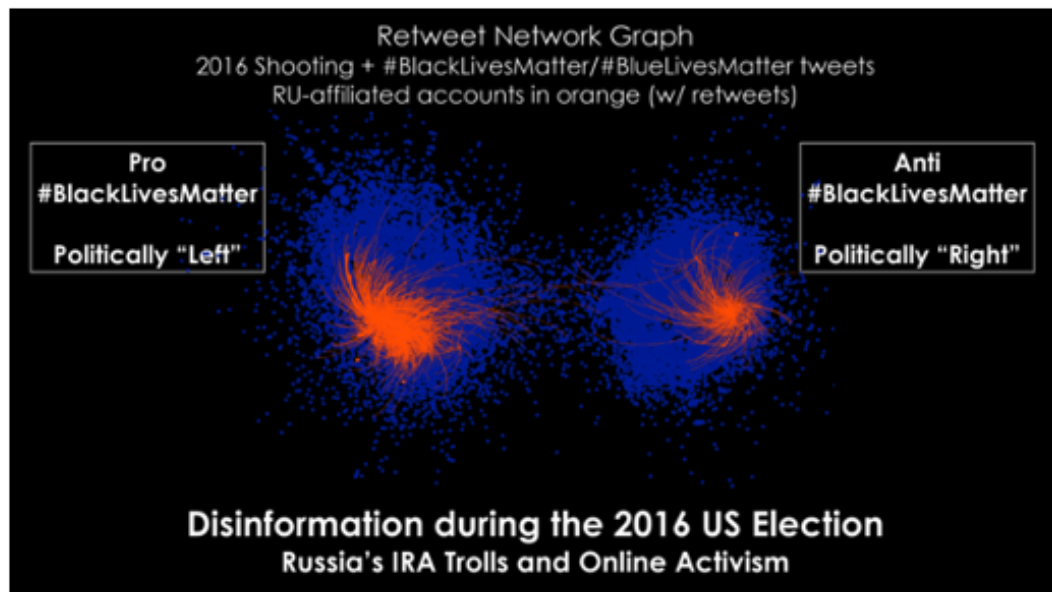 Retweet Network Graph
2016 Shooting + #BlackLivesMatter/#BlueLivesMatter tweets
RU-affiliated accounts in orange (w/ retweets)
Pro
#BlackLivesMatter
Politically “Left”
Anti
#BlackLivesMatter
Politically “Right”
Disinformation during the 2016 US Election
Russia’s IRA Trolls and Online Activism